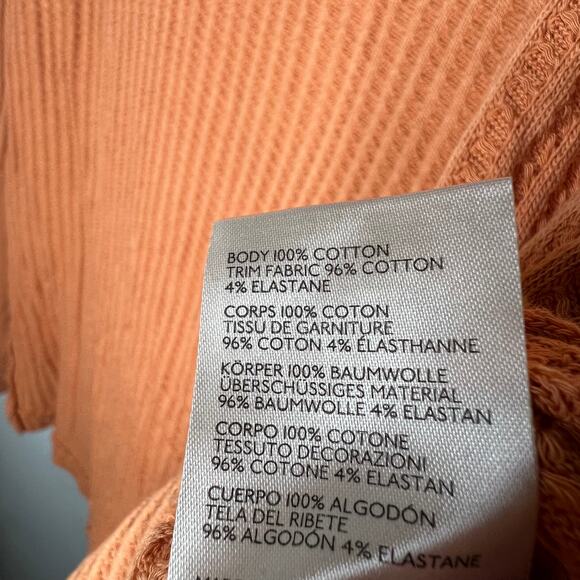 BODY 100% COTTON
TRIM FABRIC 96% COTTON
4% ELASTANE
CORPS 100% COTON
TISSU DE GARNITURE
96% COTON 4% ÉLASTHANNE
KÖRPER 100% BAUMWOLLE
ÜBERSCHÜSSIGES MATERIAL
96% BAUMWOLLE 4% ELASTAN
CORPO 100% COTONE
TESSUTO DECORAZIONI
96% COTONE 4% ELASTAN
CUERPO 100% ALGODÓN
TELA DEL RIBETE
96% ALGODÓN 4% ELASTANE